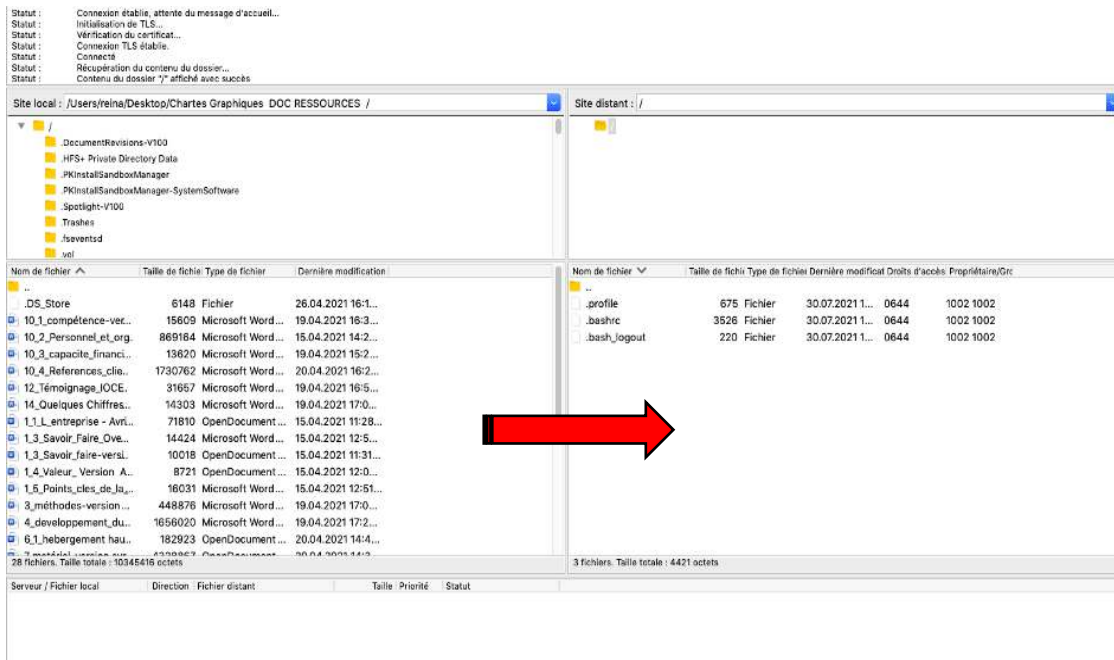 Statut : Connexion établie, attente du message d'accueil...
Statut : Initialisation de TLS...
Statut : Vérification du certificat...
Statut : Connexion TLS établie.
Statut : Connecté
Statut : Récupération du contenu du dossier...
Statut : Contenu du dossier "/" affiché avec succès
Site local : /Users/reina/Desktop/Chartes Graphiques DOC RESSOURCES /
/
.DocumentRevisions-V100
.HFS+ Private Directory Data
.PKInstallSandboxManager
.PKInstallSandboxManager-SystemSoftware
.Spotlight-V100
.Trashes
.fseventsd
.vol
Site distant : /
/
Nom de fichier Taille de fichie Type de fichier Dernière modification
..
.DS_Store 6148 Fichier 26.04.2021 16:1...
10_1_compétence-ver... 15609 Microsoft Word... 19.04.2021 16:3...
10_2_Personnel_et_org. 869164 Microsoft Word... 15.04.2021 14:2...
10_3_capacite_financi... 13620 Microsoft Word... 19.04.2021 15:2...
10_4_References_clie.. 1730762 Microsoft Word... 20.04.2021 16:2...
12_Témoignage_IOCE. 31657 Microsoft Word... 19.04.2021 16:5...
14_Quelques Chiffres... 14303 Microsoft Word... 19.04.2021 17:0...
1_1_L_entreprise - Avri... 71810 OpenDocument... 15.04.2021 11:28...
1_3_Savoir_Faire_Ove... 14424 Microsoft Word... 15.04.2021 12:5...
1_3_Savoir_faire-versi.. 10018 OpenDocument... 15.04.2021 11:31...
1_4_Valeur_ Version A... 8721 OpenDocument... 15.04.2021 12:0...
1_5_Points_cles_de_la_.. 16031 Microsoft Word... 15.04.2021 12:51...
3_méthodes-version... 448876 Microsoft Word... 19.04.2021 17:0...
4_developpement_du... 1656020 Microsoft Word... 19.04.2021 17:2...
6_1_hebergement hau... 182923 OpenDocument... 20.04.2021 14:4...
28 fichiers. Taille totale : 10345416 octets
Nom de fichier Taille de fichi Type de fichier Dernière modificat Droits d'accès Propriétaire/Grc
..
.profile 675 Fichier 30.07.2021 1... 0644 1002 1002
.bashrc 3526 Fichier 30.07.2021 1... 0644 1002 1002
.bash_logout 220 Fichier 30.07.2021 1... 0644 1002 1002
3 fichiers. Taille totale : 4421 octets
Serveur / Fichier local Direction Fichier distant Taille Priorité Statut